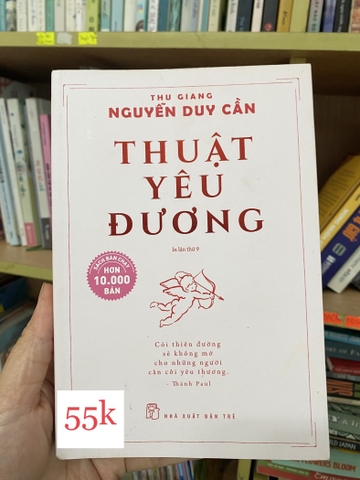 THU GIANG
NGUYỄN DUY CẦN
THUẬT
YÊU
ĐƯƠNG
In lần thứ 9
SÁCH BÁN CHẠY
HƠN
10.000
BẢN
Cõi thiên đường
sẽ không mở
cho những người
cằn cỗi yêu thương.
- Thánh Paul
55k
NHÀ XUẤT BẢN TRẺ